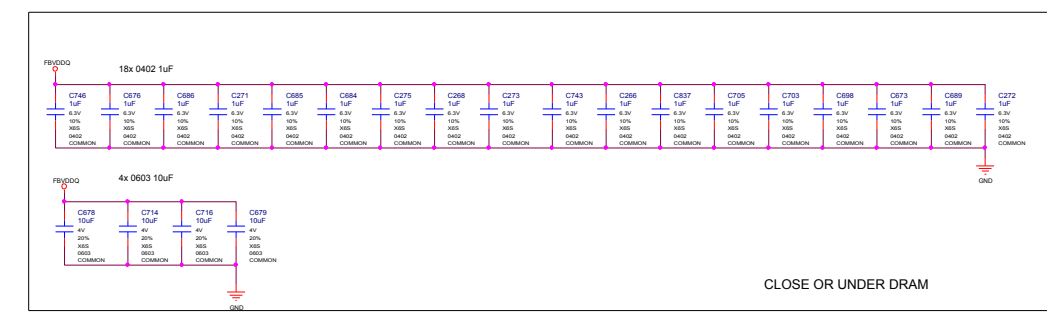 FBVDDQ
18x 0402 1uF
C746 C676 C686 C271 C685 C684 C275 C268 C273 C743 C266 C837 C705 C703 C698 C673 C689 C272
1uF 1uF 1uF 1uF 1uF 1uF 1uF 1uF 1uF 1uF 1uF 1uF 1uF 1uF 1uF 1uF 1uF 1uF
6.3V 6.3V 6.3V 6.3V 6.3V 6.3V 6.3V 6.3V 6.3V 6.3V 6.3V 6.3V 6.3V 6.3V 6.3V 6.3V 6.3V 6.3V
10% 10% 10% 10% 10% 10% 10% 10% 10% 10% 10% 10% 10% 10% 10% 10% 10% 10%
X6S X6S X6S X6S X6S X6S X6S X6S X6S X6S X6S X6S X6S X6S X6S X6S X6S X6S
0402 0402 0402 0402 0402 0402 0402 0402 0402 0402 0402 0402 0402 0402 0402 0402 0402 0402
COMMON COMMON COMMON COMMON COMMON COMMON COMMON COMMON COMMON COMMON COMMON COMMON COMMON COMMON COMMON COMMON COMMON COMMON
GND
FBVDDQ
4x 0603 10uF
C678 C714 C716 C679
10uF 10uF 10uF 10uF
4V 4V 4V 4V
20% 20% 20% 20%
X6S X6S X6S X6S
0603 0603 0603 0603
COMMON COMMON COMMON COMMON
GND
CLOSE OR UNDER DRAM